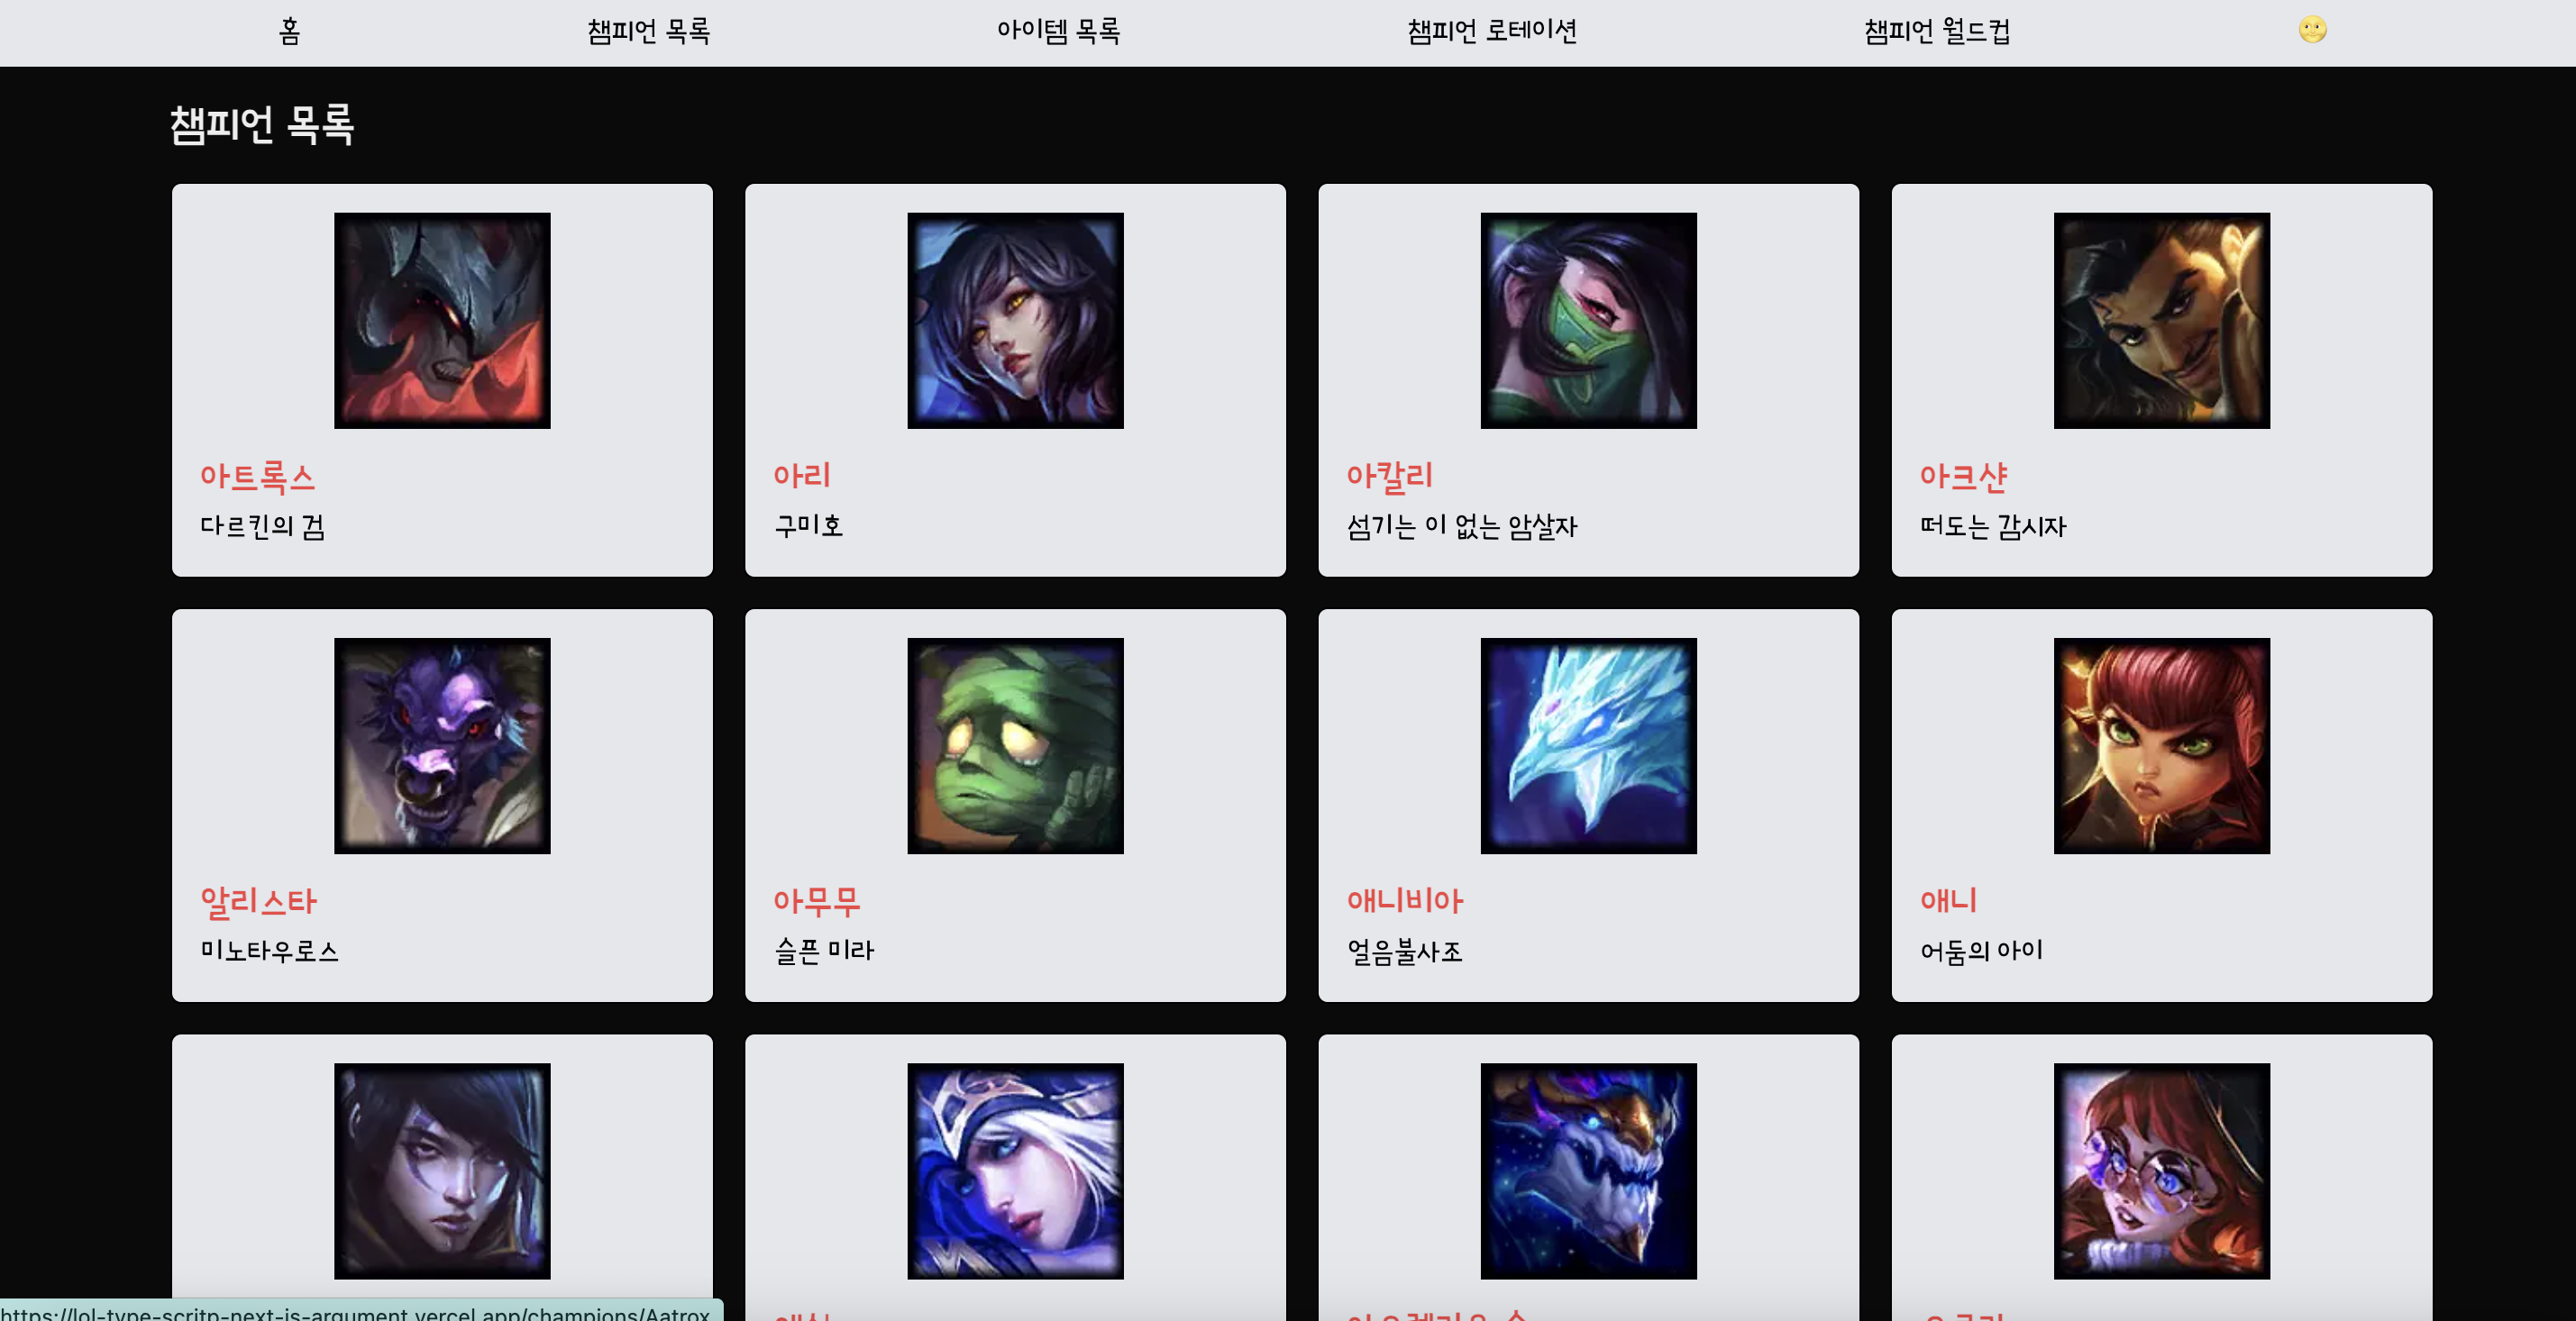 홈 챔피언 목록 아이템 목록 챔피언 로테이션 챔피언 월드컵
챔피언 목록
아트록스 아리 아칼리 아크샨
다르킨의 검 구미호 섬기는 이 없는 암살자 떠도는 감시자
알리스타 아무무 애니비아 애니
미노타우로스 슬픈 미라 얼음불사조 어둠의 아이
https://lol-type-scritp-next-js-argument.vercel.app/champions/Aatrox